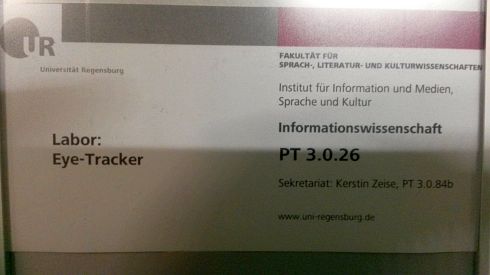 UR
Universität Regensburg
FAKULTÄT FÜR
SPRACH-, LITERATUR- UND KULTURWISSENSCHAFTEN
Institut für Information und Medien,
Sprache und Kultur
Informationswissenschaft
Labor:
Eye-Tracker
PT 3.0.26
Sekretariat: Kerstin Zeise, PT 3.0.84b
www.uni-regensburg.de